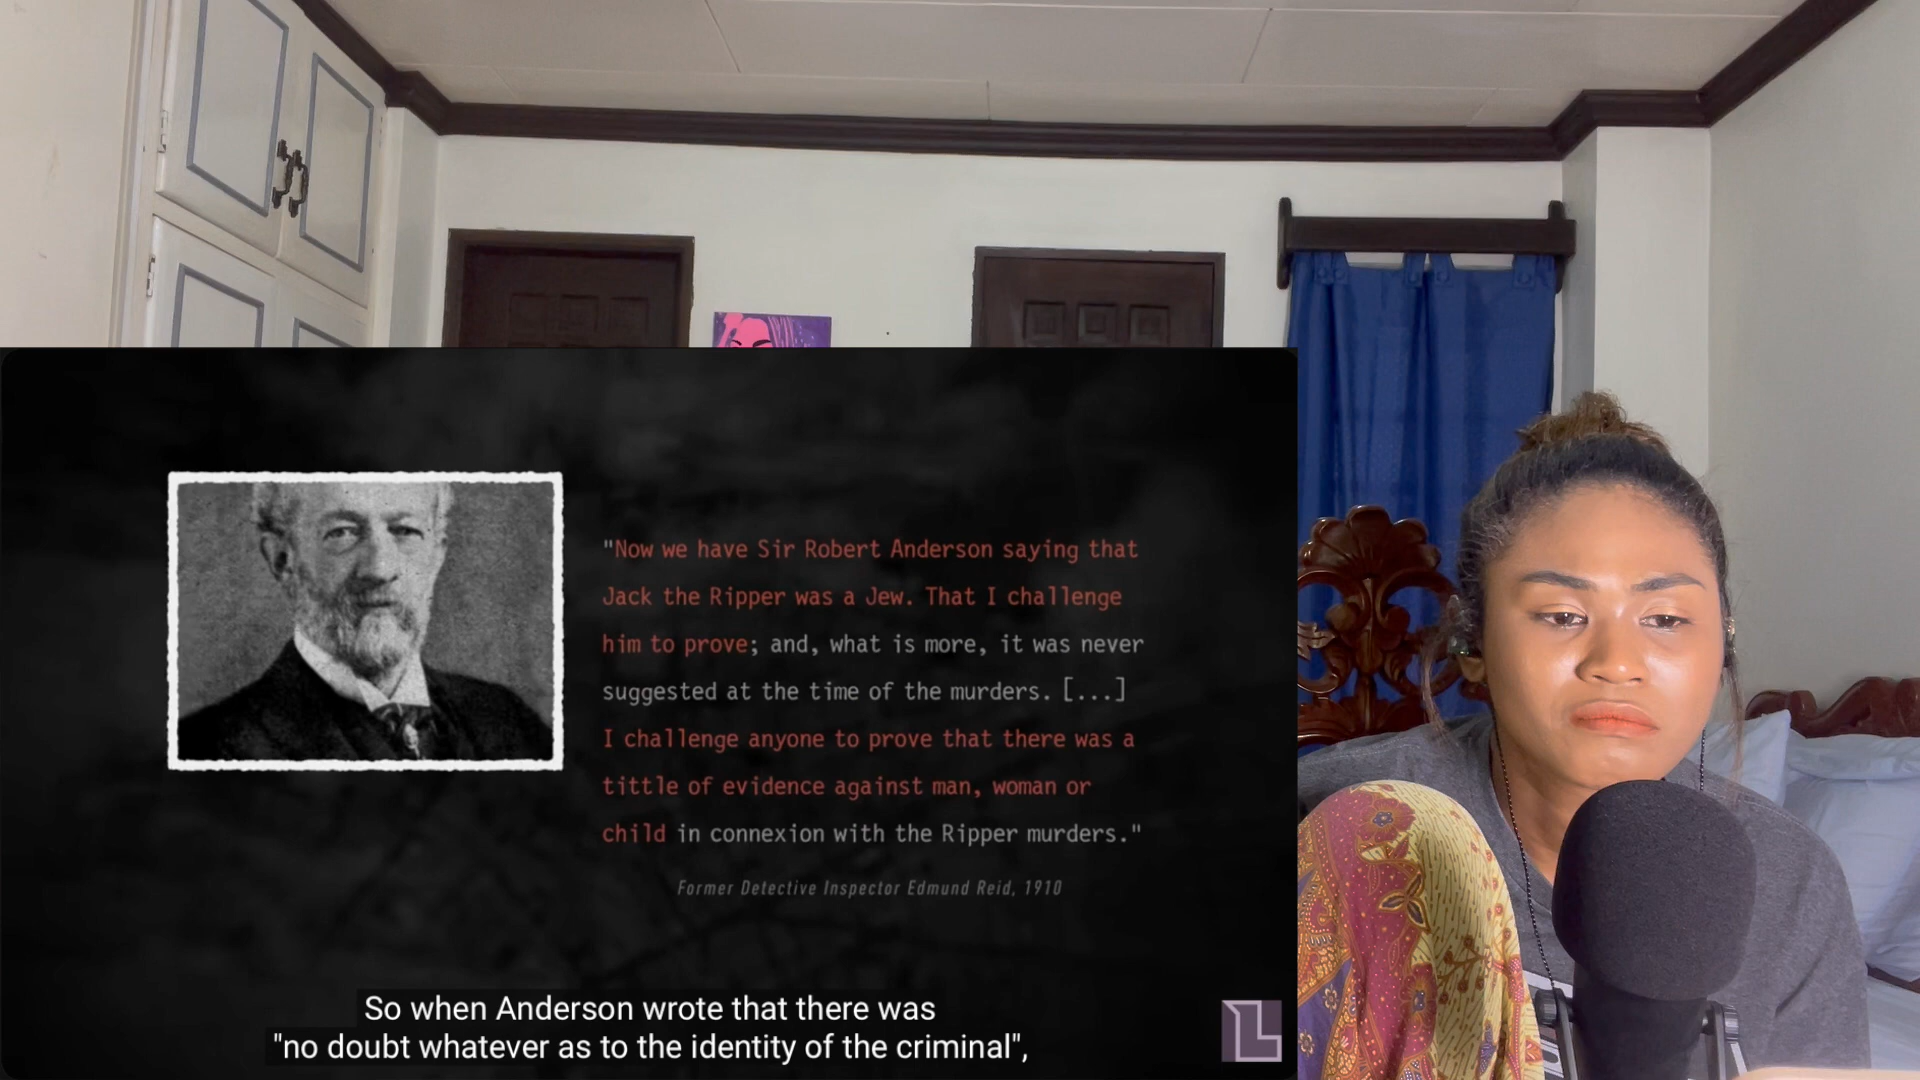 "Now we have Sir Robert Anderson saying that
Jack the Ripper was a Jew. That I challenge
him to prove; and, what is more, it was never
suggested at the time of the murders. [...]
I challenge anyone to prove that there was a
tittle of evidence against man, woman or
child in connexion with the Ripper murders."
Former Detective Inspector Edmund Reid, 1910
So when Anderson wrote that there was
"no doubt whatever as to the identity of the criminal",